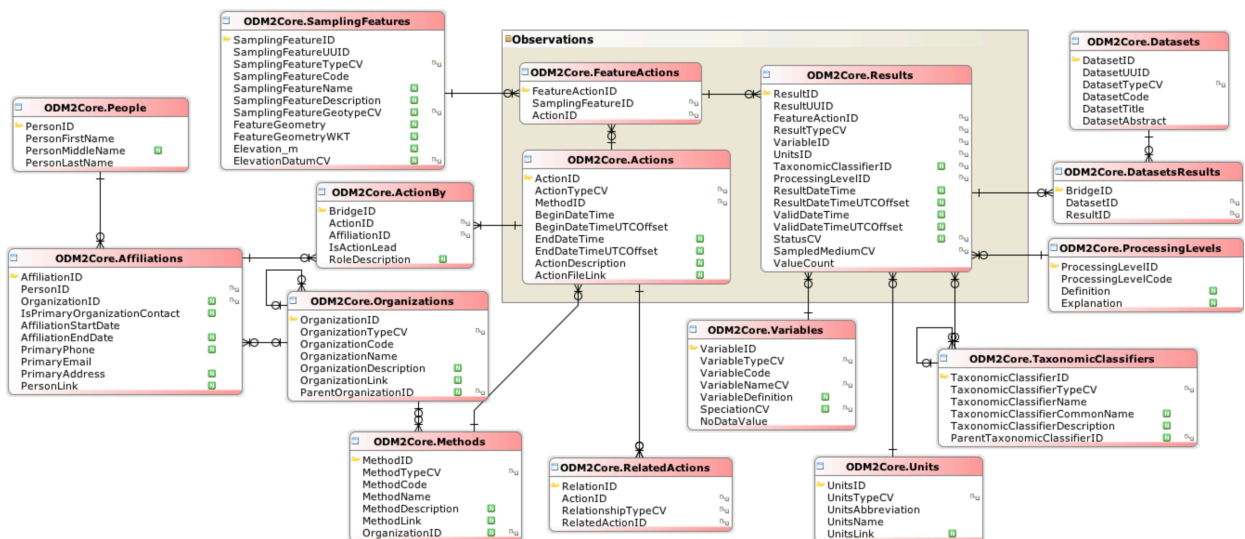 ODM2Core.SamplingFeatures
SamplingFeatureID
SamplingFeatureUUID
SamplingFeatureTypeCV
SamplingFeatureCode
SamplingFeatureName N
SamplingFeatureDescription N
SamplingFeatureGeotypeCV N
FeatureGeometry N
FeatureGeometryWKT N
Elevation_m N
ElevationDatumCV N
Observations
ODM2Core.FeatureActions
FeatureActionID
SamplingFeatureID
ActionID
ODM2Core.Results
ResultID
ResultUUID
FeatureActionID
ResultTypeCV
VariableID
UnitsID
TaxonomicClassifierID N
ProcessingLevelID
ResultDateTime N
ResultDateTimeUTCOffset N
ValidDateTime N
ValidDateTimeUTCOffset N
StatusCV N
SampledMediumCV
ValueCount
ODM2Core.Datasets
DatasetID
DatasetUUID
DatasetTypeCV
DatasetCode
DatasetTitle
DatasetAbstract
ODM2Core.People
PersonID
PersonFirstName
PersonMiddleName N
PersonLastName
ODM2Core.Actions
ActionID
ActionTypeCV
MethodID
BeginDateTime
BeginDateTimeUTCOffset
EndDateTime N
EndDateTimeUTCOffset N
ActionDescription N
ActionFileLink N
ODM2Core.DatasetsResults
BridgeID
DatasetID
ResultID
ODM2Core.ActionBy
BridgeID
ActionID
AffiliationID
IsActionLead
RoleDescription N
ODM2Core.Affiliations
AffiliationID
PersonID
OrganizationID N
IsPrimaryOrganizationContact N
AffiliationStartDate
AffiliationEndDate N
PrimaryPhone N
PrimaryEmail
PrimaryAddress N
PersonLink N
ODM2Core.ProcessingLevels
ProcessingLevelID
ProcessingLevelCode
Definition N
Explanation N
ODM2Core.Organizations
OrganizationID
OrganizationTypeCV
OrganizationCode
OrganizationName
OrganizationDescription N
OrganizationLink N
ParentOrganizationID N
ODM2Core.Variables
VariableID
VariableTypeCV
VariableCode
VariableNameCV
VariableDefinition N
SpeciationCV N
NoDataValue
ODM2Core.TaxonomicClassifiers
TaxonomicClassifierID
TaxonomicClassifierTypeCV
TaxonomicClassifierName
TaxonomicClassifierCommonName N
TaxonomicClassifierDescription N
ParentTaxonomicClassifierID N
ODM2Core.Methods
MethodID
MethodTypeCV
MethodCode
MethodName
MethodDescription N
MethodLink N
OrganizationID N
ODM2Core.RelatedActions
RelationID
ActionID
RelationshipTypeCV
RelatedActionID
ODM2Core.Units
UnitsID
UnitsTypeCV
UnitsAbbreviation
UnitsName
UnitsLink N